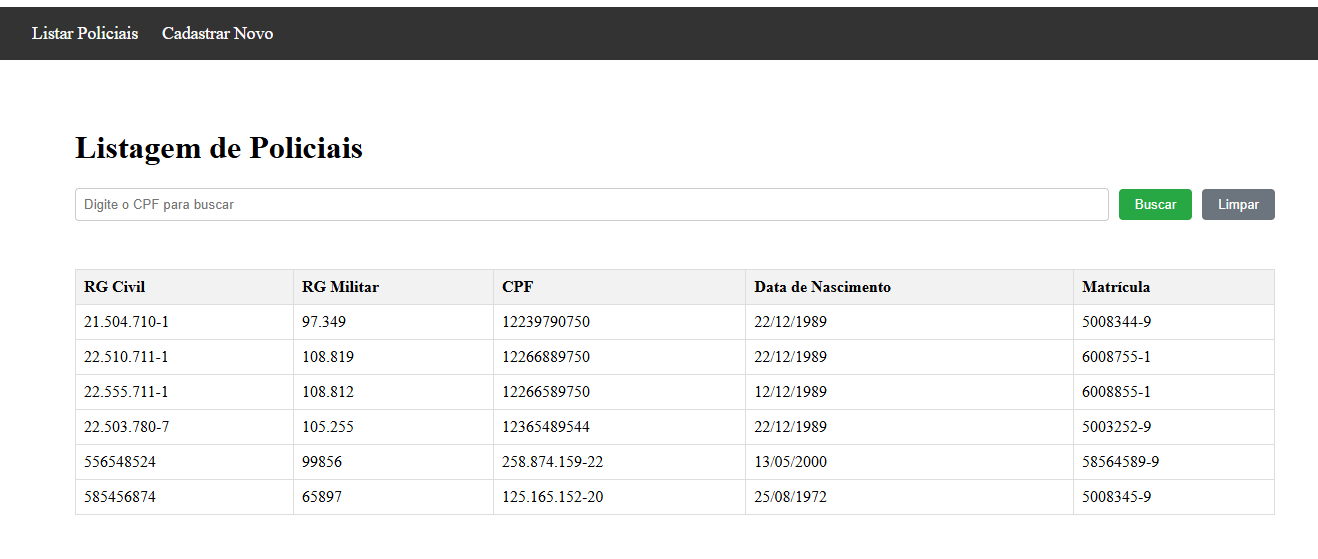 Listar Policiais Cadastrar Novo
Listagem de Policiais
Digite o CPF para buscar Buscar Limpar
RG Civil RG Militar CPF Data de Nascimento Matrícula
21.504.710-1 97.349 12239790750 22/12/1989 5008344-9
22.510.711-1 108.819 12266889750 22/12/1989 6008755-1
22.555.711-1 108.812 12266589750 12/12/1989 6008855-1
22.503.780-7 105.255 12365489544 22/12/1989 5003252-9
556548524 99856 258.874.159-22 13/05/2000 58564589-9
585456874 65897 125.165.152-20 25/08/1972 5008345-9